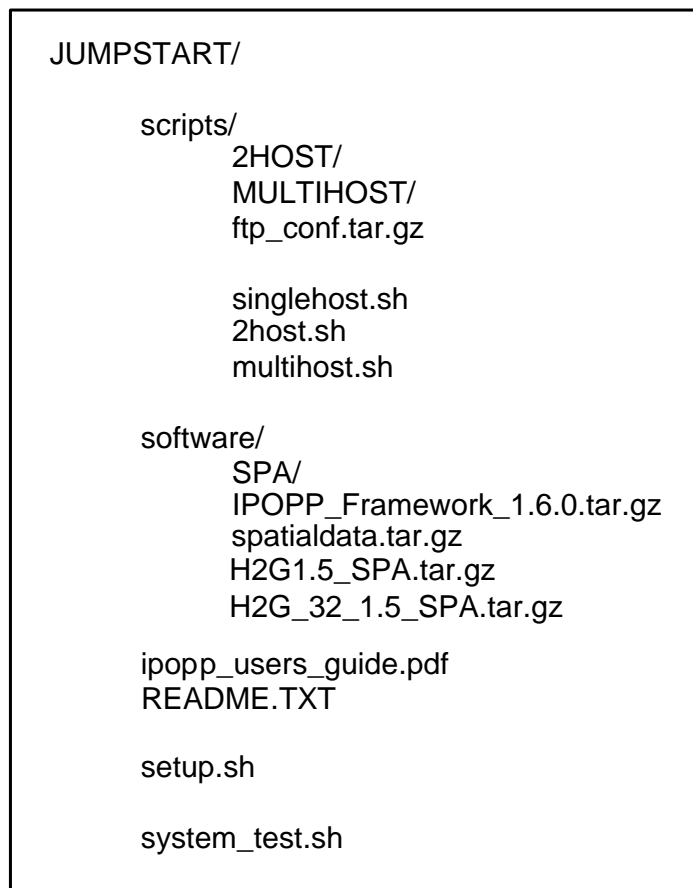 JUMPSTART/
scripts/
2HOST/
MULTIHOST/
ftp_conf.tar.gz
singlehost.sh
2host.sh
multihost.sh
software/
SPA/
IPOPP_Framework_1.6.0.tar.gz
spatialdata.tar.gz
H2G1.5_SPA.tar.gz
H2G_32_1.5_SPA.tar.gz
ipopp_users_guide.pdf
README.TXT
setup.sh
system_test.sh